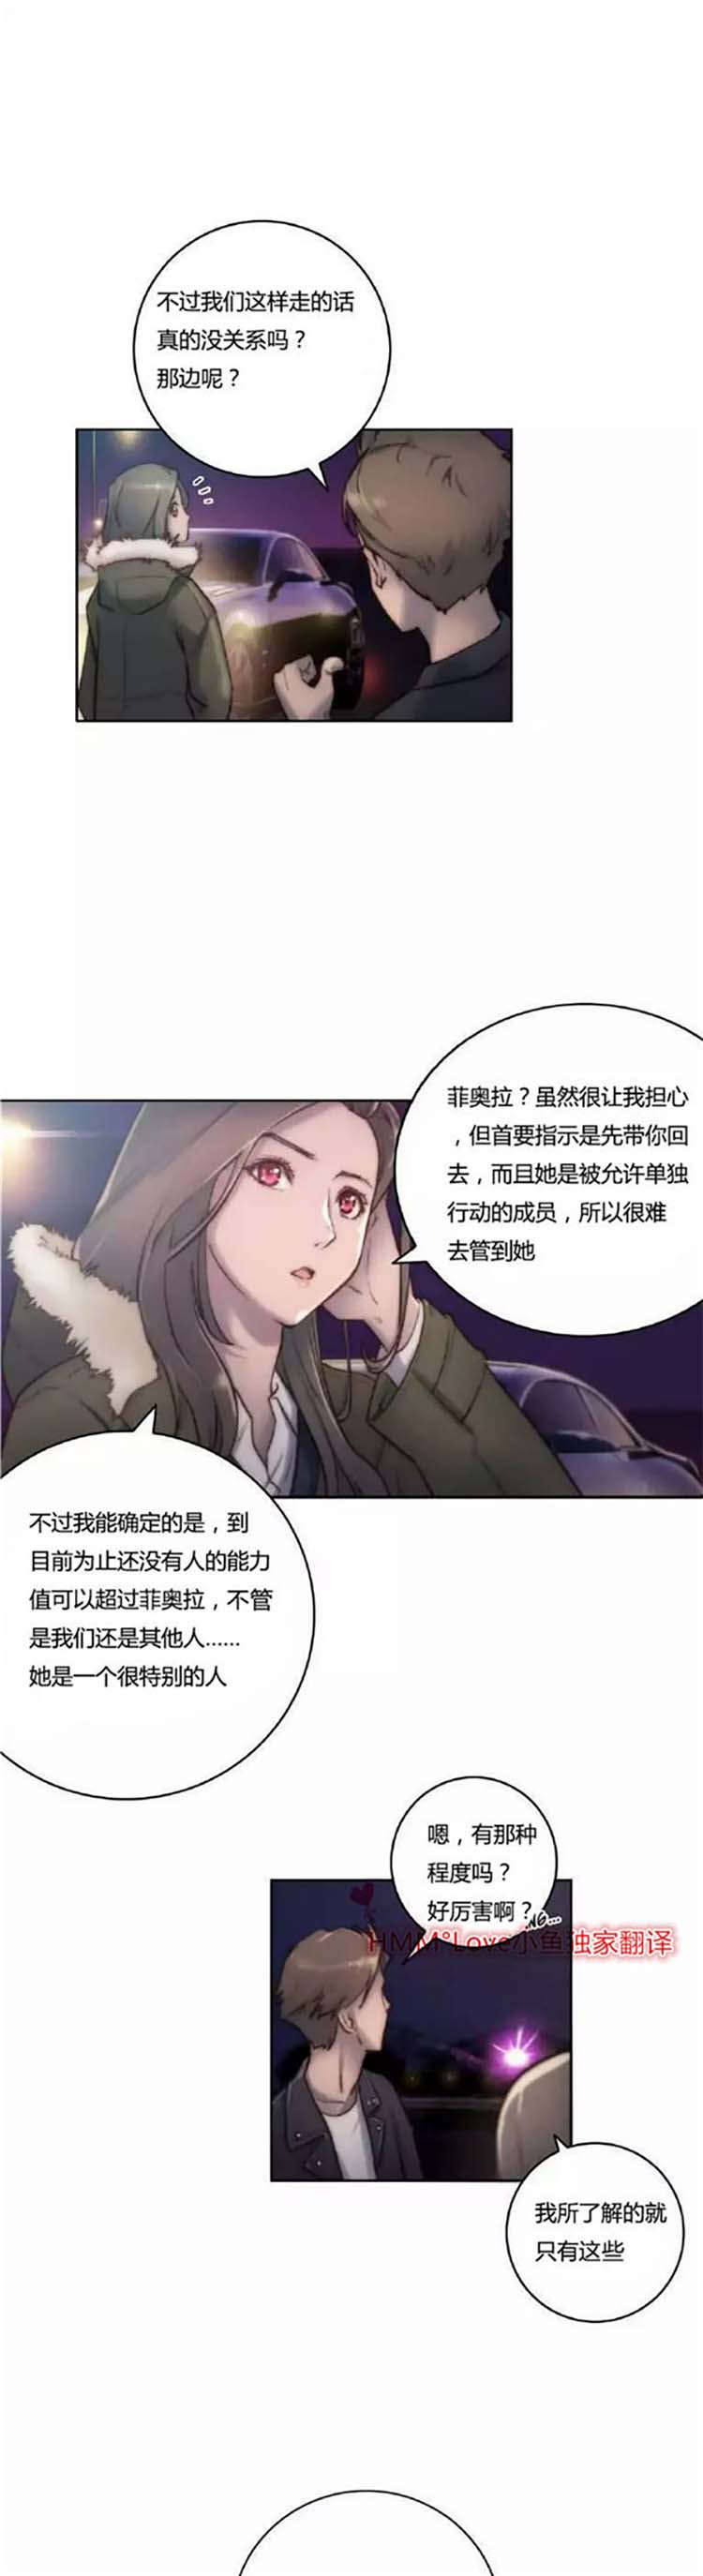 不过我们这样走的话
真的没关系吗？
那边呢？
菲奥拉？虽然很让我担心
，但首要指示是先带你回
去，而且她是被允许单独
行动的成员，所以很难
去管到她
不过我能确定的是，到
目前为止还没有人的能力
值可以超过菲奥拉，不管
是我们还是其他人……
她是一个很特别的人
嗯，有那种
程度吗？
好厉害啊？
HMM°Love小鱼独家翻译
我所了解的就
只有这些